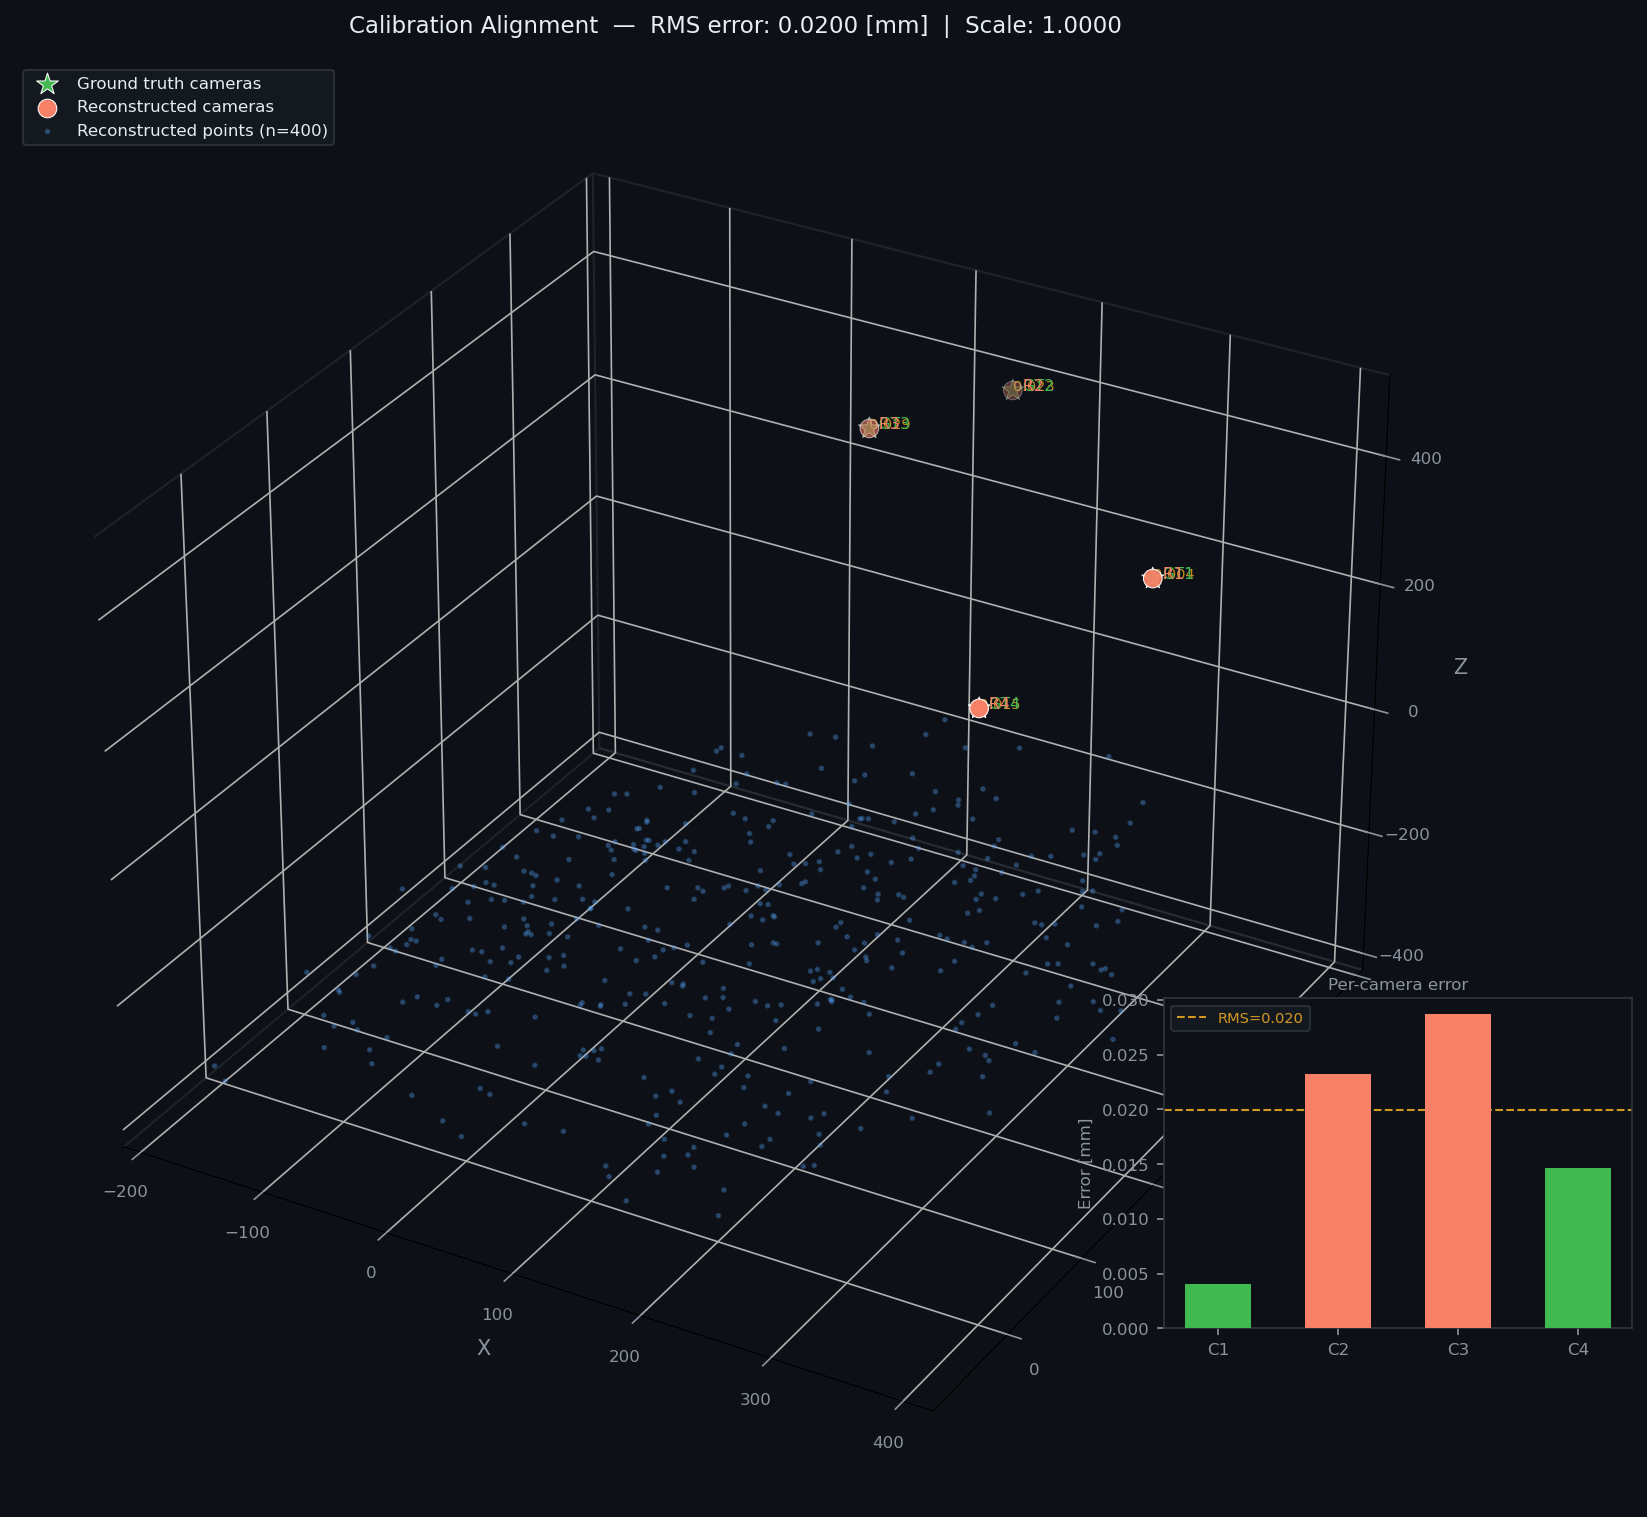 Calibration Alignment — RMS error: 0.0200 [mm] | Scale: 1.0000
Ground truth cameras
Reconstructed cameras
Reconstructed points (n=400)
400
200
0
−200
−400
Z
−200
−100
0
100
200
300
400
X
0
100
Per-camera error
RMS=0.020
0.030
0.025
0.020
0.015
0.010
0.005
0.000
Error [mm]
C1
C2
C3
C4